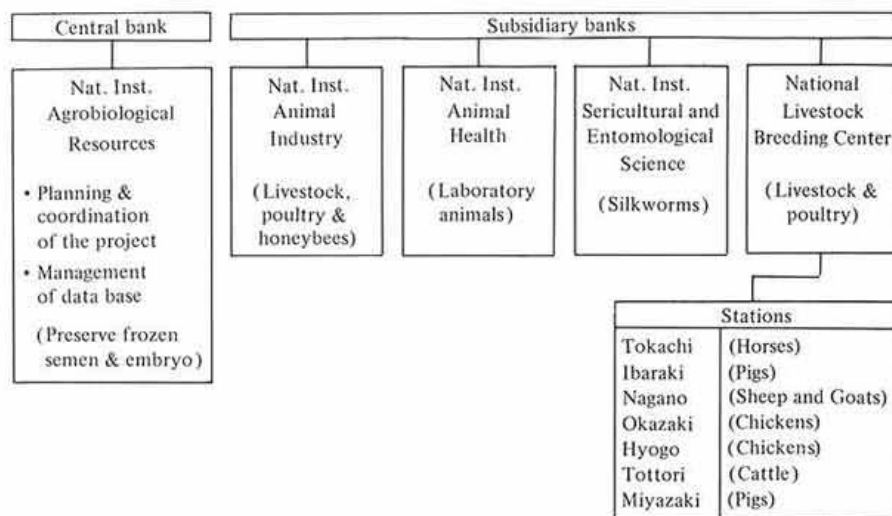 Central bank
Subsidiary banks
Nat. Inst.
Agrobiological
Resources
• Planning &
coordination
of the project
• Management
of data base
(Preserve frozen
semen & embryo)
Nat. Inst.
Animal
Industry
(Livestock,
poultry &
honeybees)
Nat. Inst.
Animal
Health
(Laboratory
animals)
Nat. Inst.
Sericultural and
Entomological
Science
(Silkworms)
National
Livestock
Breeding Center
(Livestock &
poultry)
Stations
Tokachi (Horses)
Ibaraki (Pigs)
Nagano (Sheep and Goats)
Okazaki (Chickens)
Hyogo (Chickens)
Tottori (Cattle)
Miyazaki (Pigs)